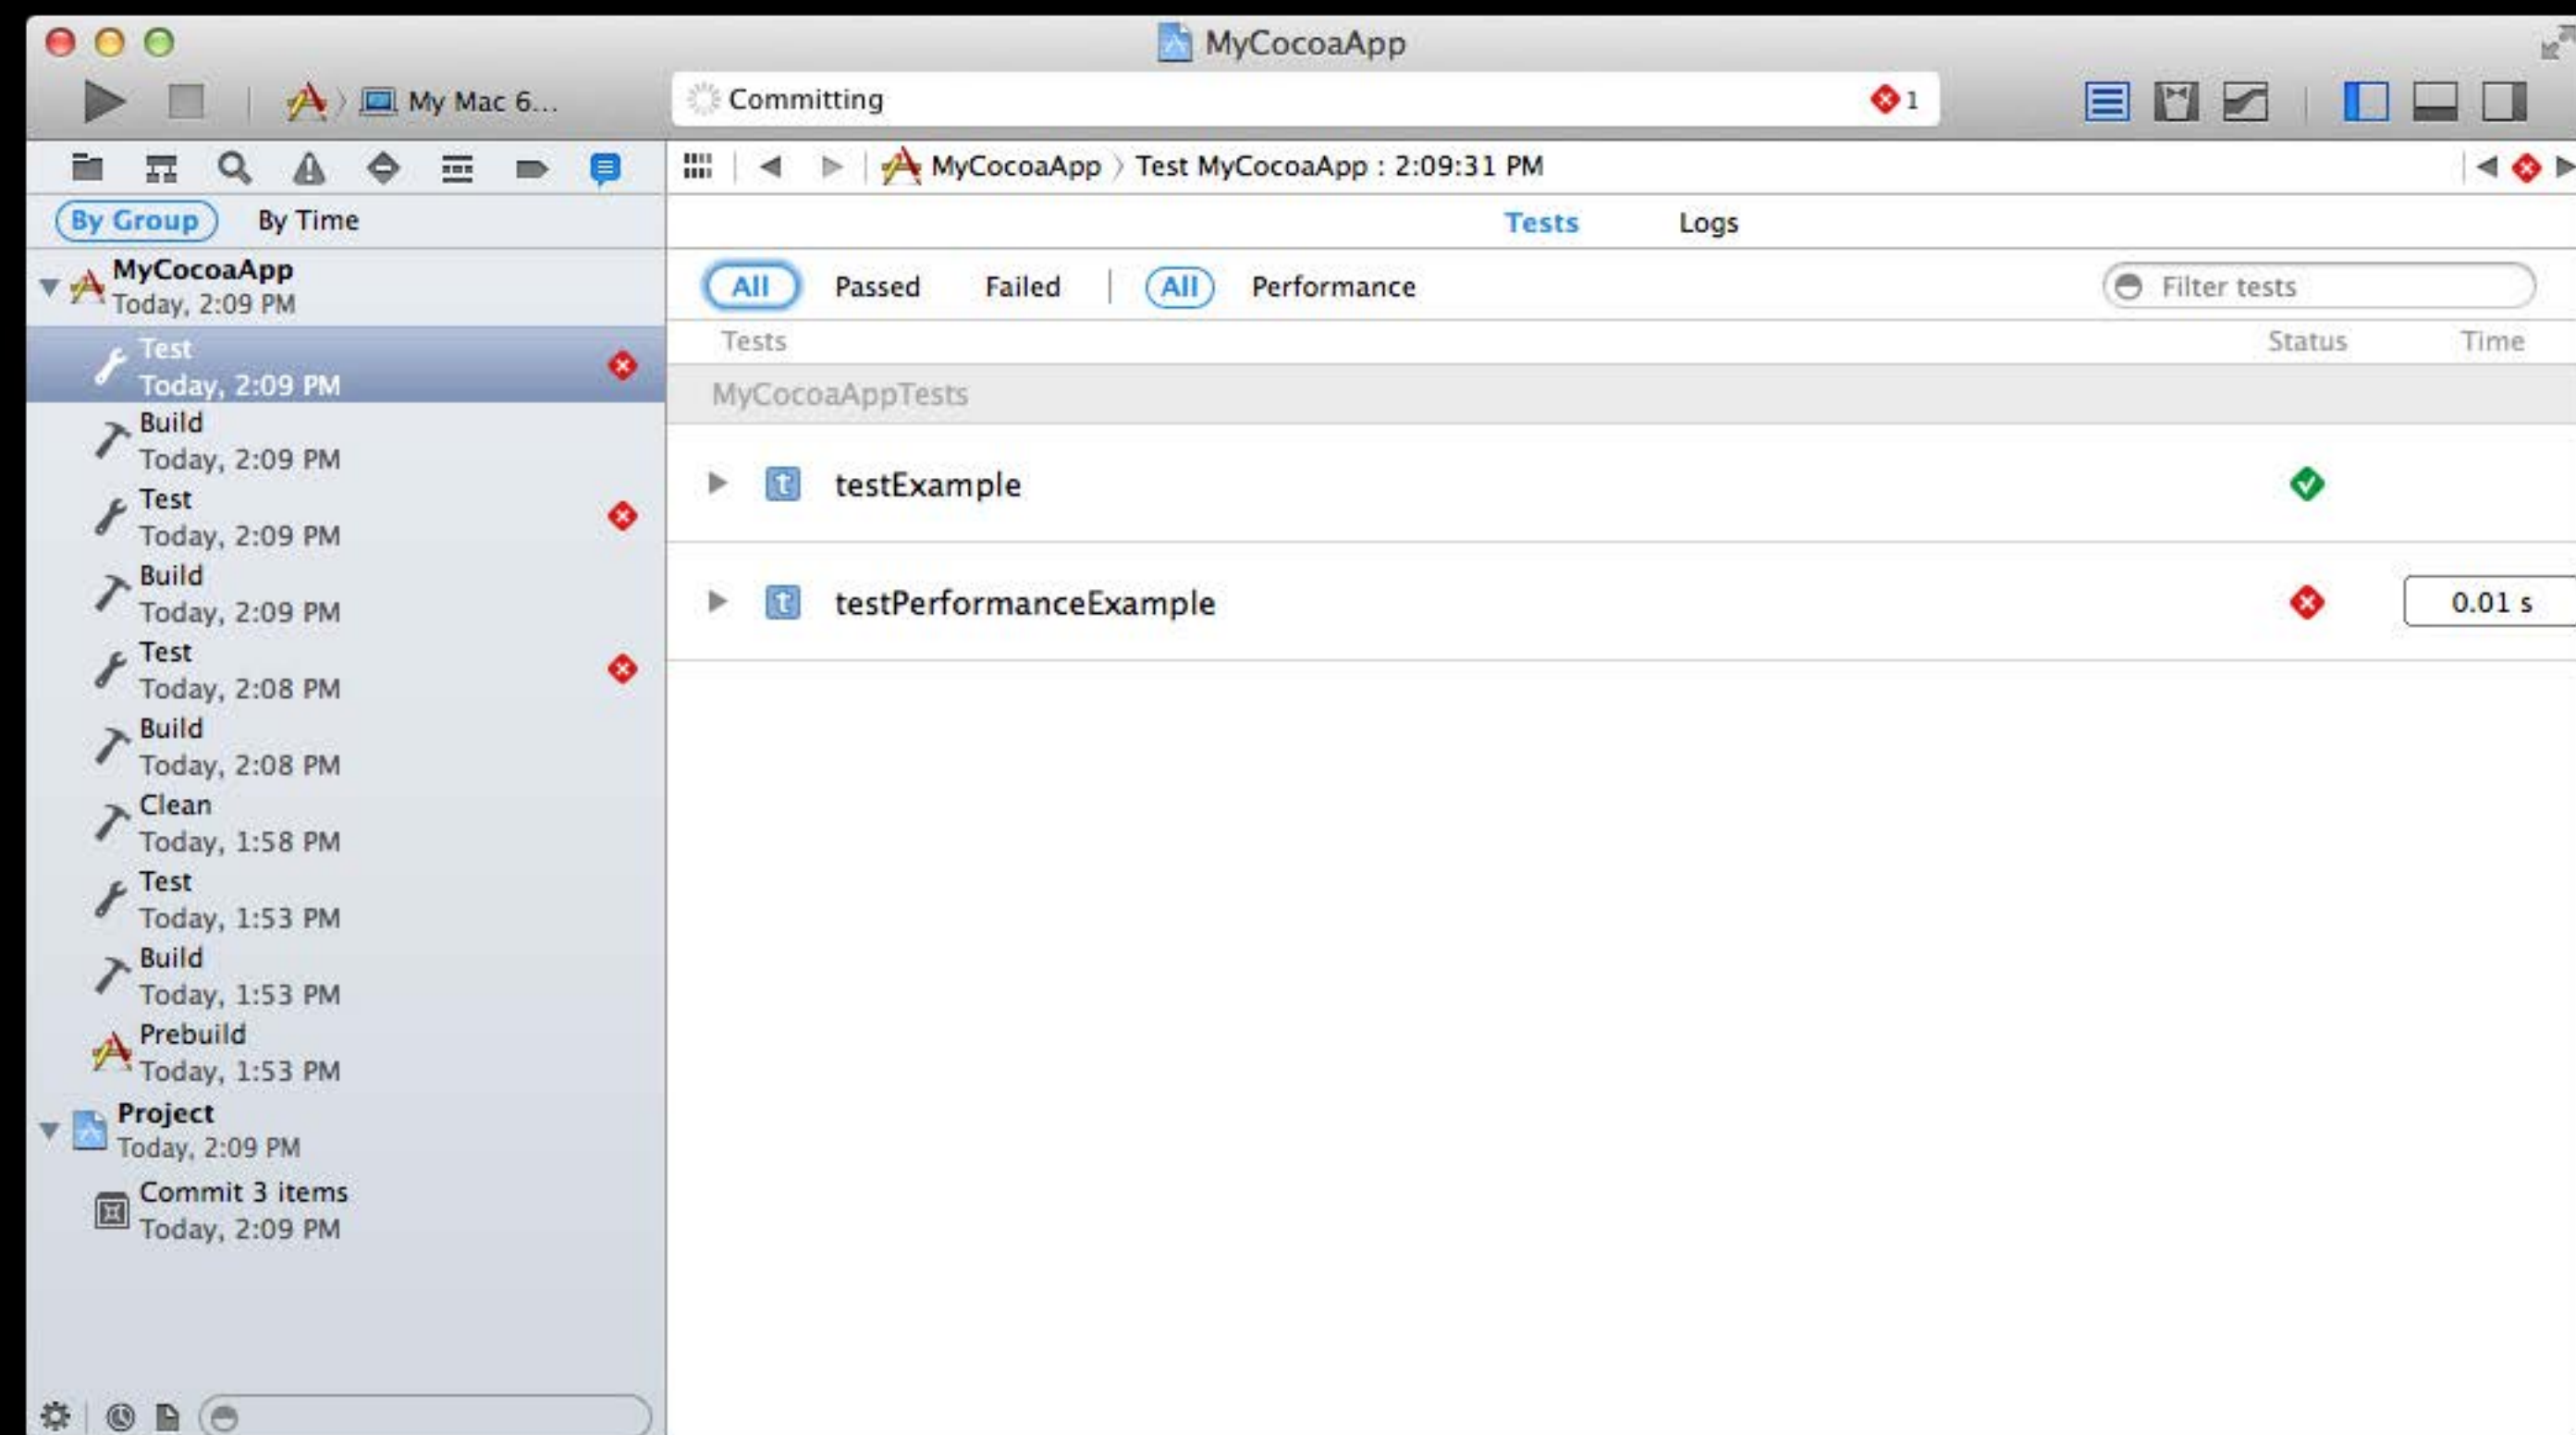 MyCocoaApp
My Mac 6...
Committing
1
MyCocoaApp
Test MyCocoaApp : 2:09:31 PM
By Group
By Time
Tests
Logs
MyCocoaApp
Today, 2:09 PM
Test
Today, 2:09 PM
Build
Today, 2:09 PM
Test
Today, 2:09 PM
Build
Today, 2:09 PM
Test
Today, 2:08 PM
Build
Today, 2:08 PM
Clean
Today, 1:58 PM
Test
Today, 1:53 PM
Build
Today, 1:53 PM
Prebuild
Today, 1:53 PM
Project
Today, 2:09 PM
Commit 3 items
Today, 2:09 PM
All
Passed
Failed
All
Performance
Filter tests
Tests
Status
Time
MyCocoaAppTests
t testExample
t testPerformanceExample
0.01 s